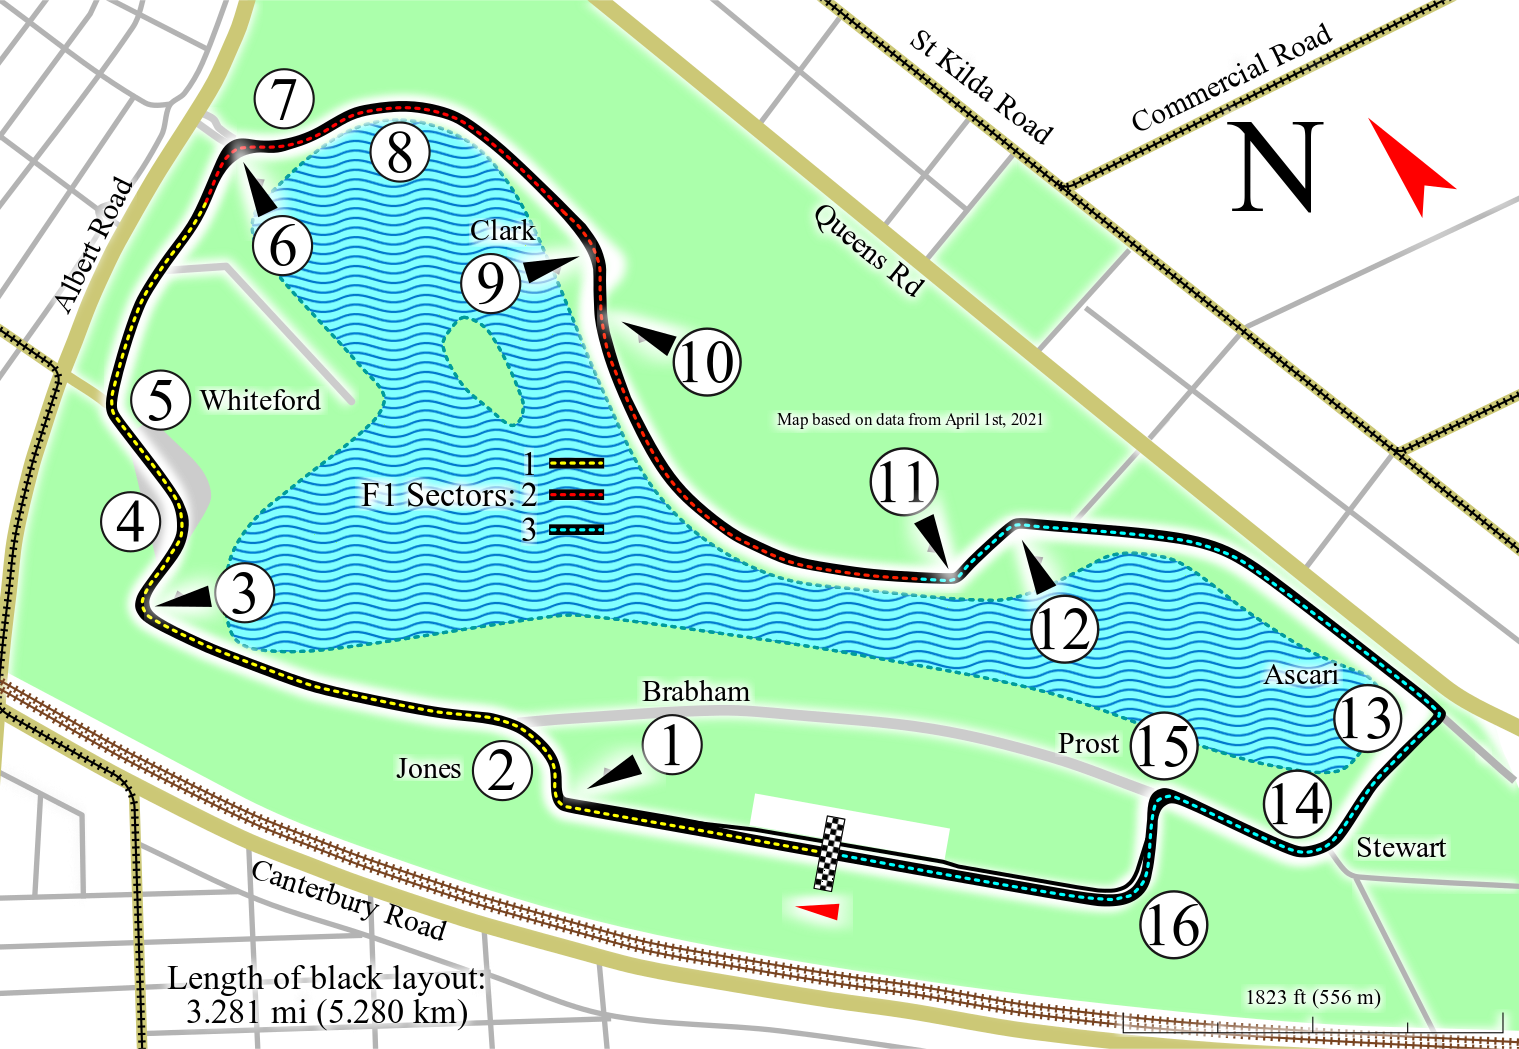 St Kilda Road
Commercial Road
N
7
8
Albert Road
6
Clark
9
Queens Rd
10
5
Whiteford
Map based on data from April 1st, 2021
11
4
F1 Sectors:
1
2
3
3
12
Ascari
13
Brabham
1
Prost
15
Jones
2
14
Stewart
16
Canterbury Road
Length of black layout:
3.281 mi (5.280 km)
1823 ft (556 m)